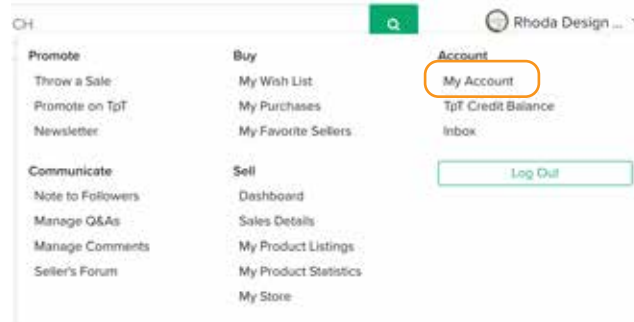 CH
Rhoda Design ...
Promote
Throw a Sale
Promote on TpT
Newsletter
Buy
My Wish List
My Purchases
My Favorite Sellers
Account
My Account
TpT Credit Balance
Inbox
Log Out
Communicate
Note to Followers
Manage Q&As
Manage Comments
Seller's Forum
Sell
Dashboard
Sales Details
My Product Listings
My Product Statistics
My Store